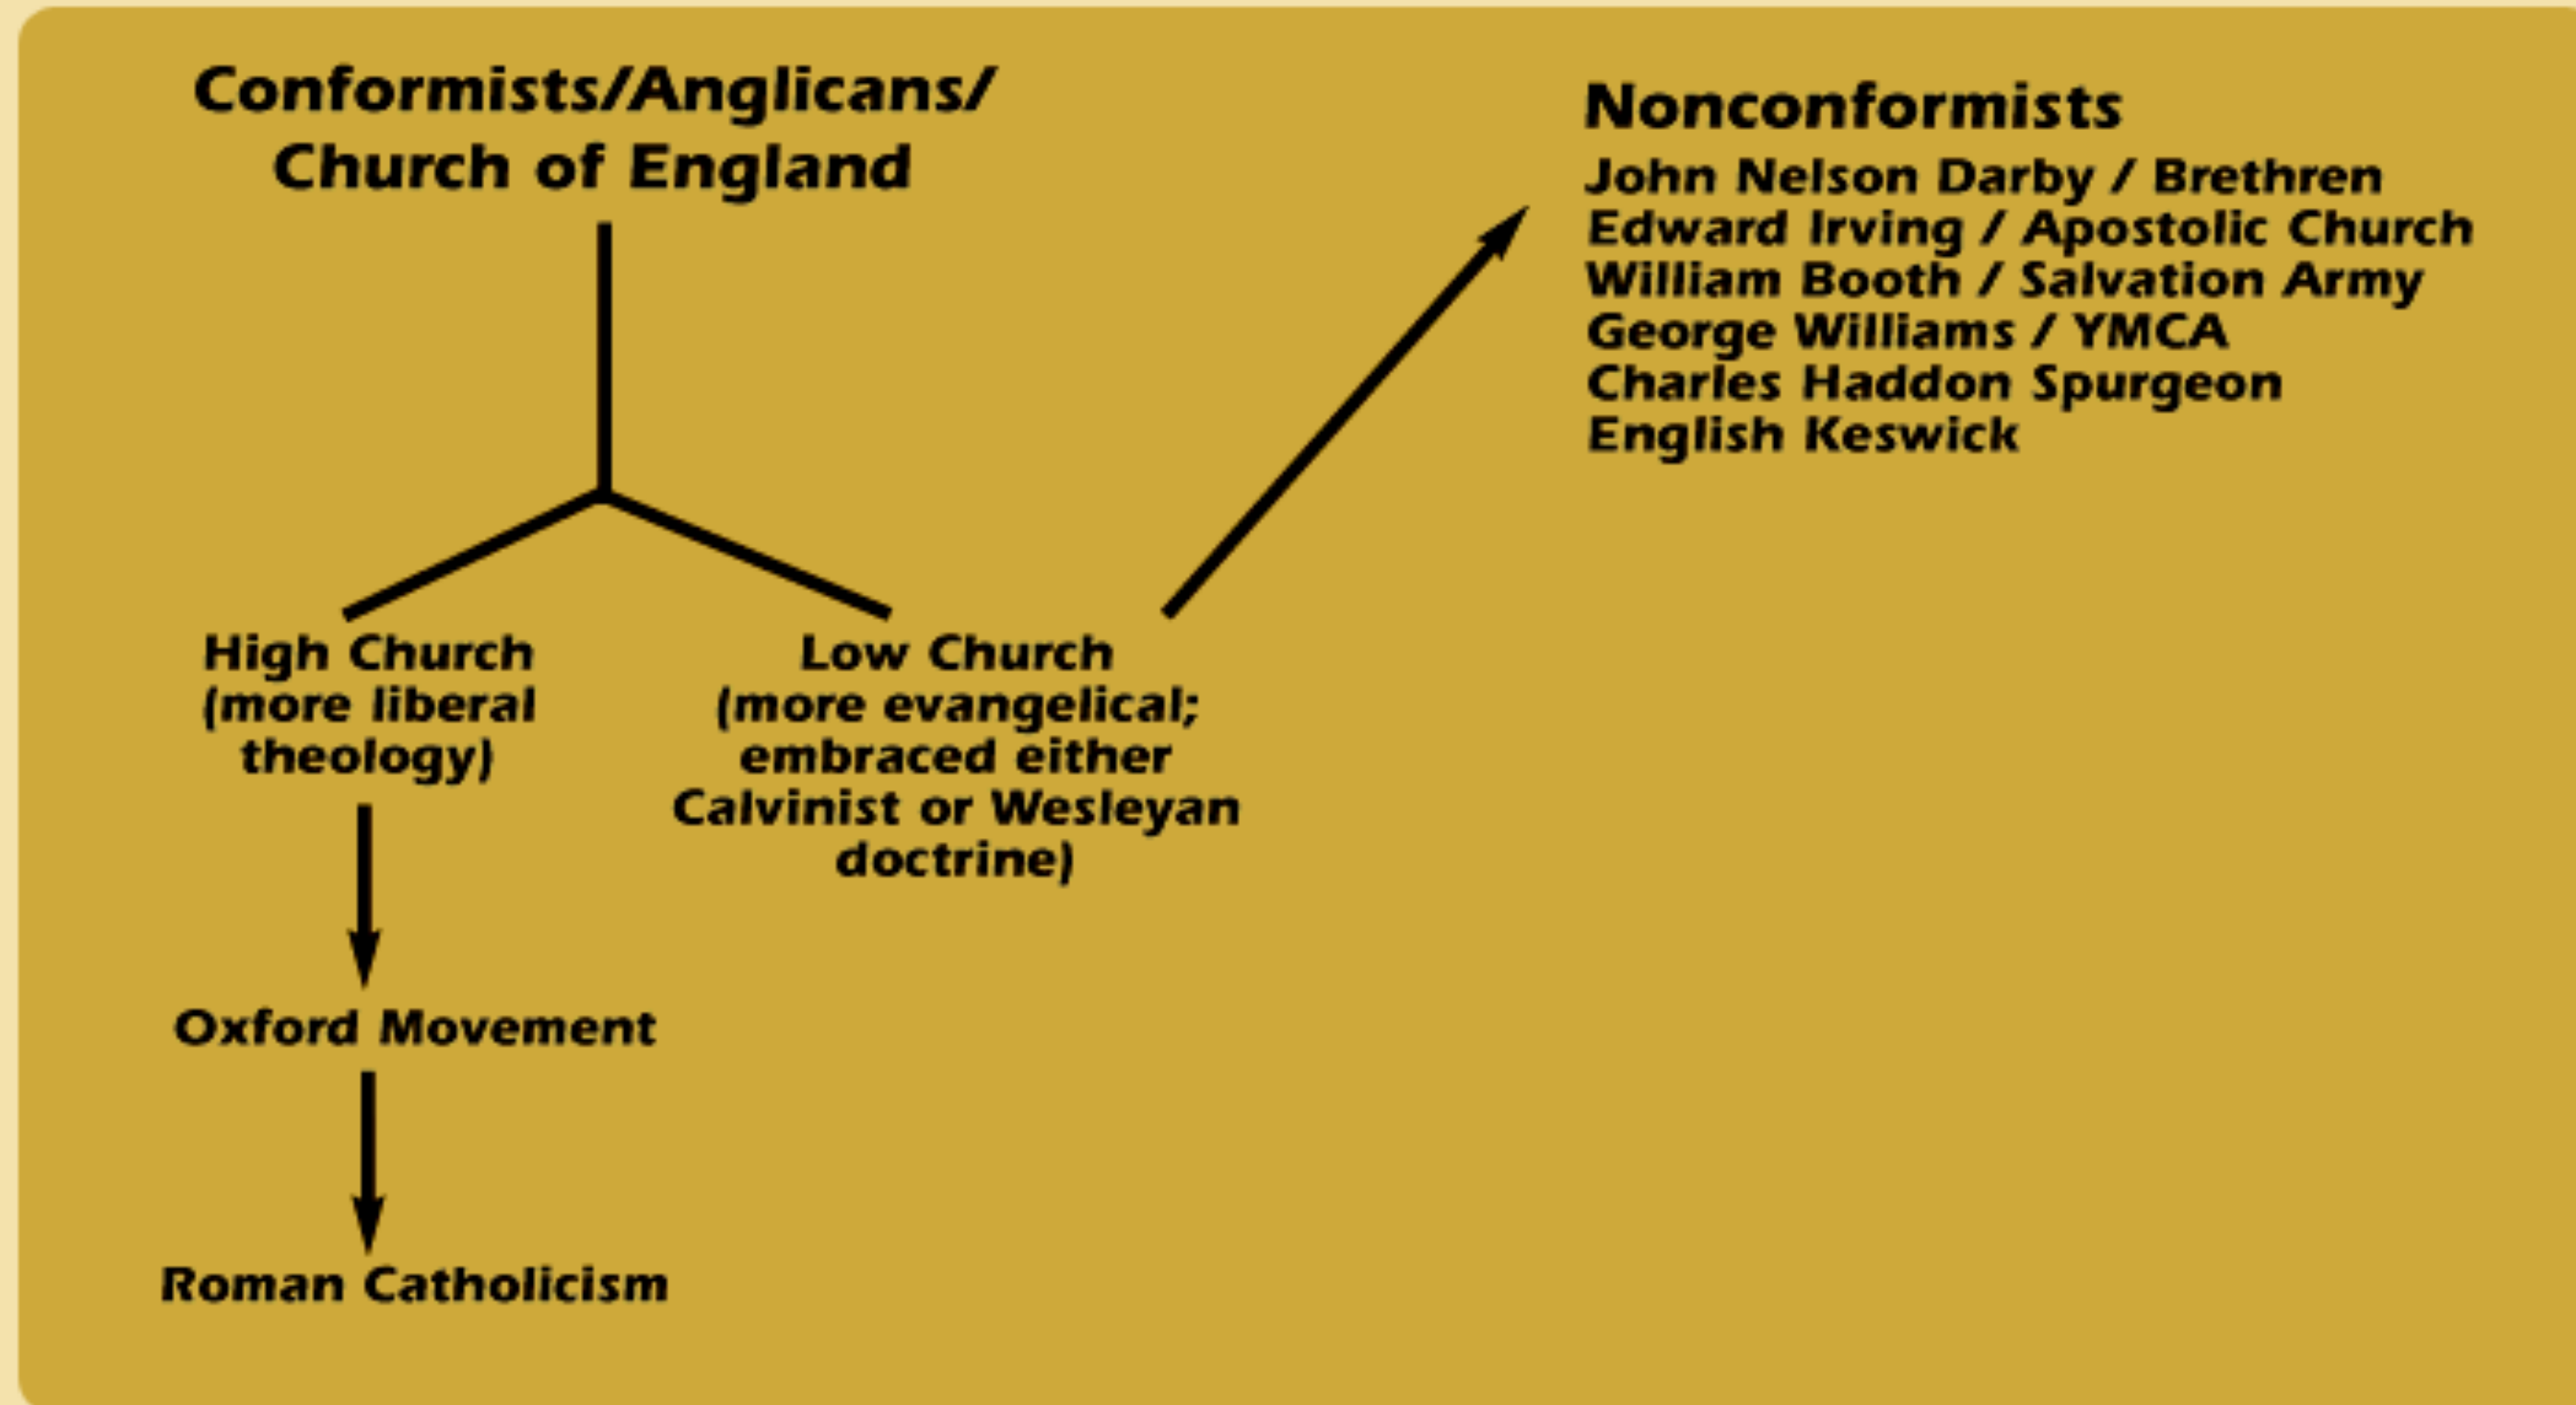 Conformists/Anglicans/
Church of England
Nonconformists
John Nelson Darby / Brethren
Edward Irving / Apostolic Church
William Booth / Salvation Army
George Williams / YMCA
Charles Haddon Spurgeon
English Keswick
High Church
(more liberal
theology)
Low Church
(more evangelical;
embraced either
Calvinist or Wesleyan
doctrine)
Oxford Movement
Roman Catholicism